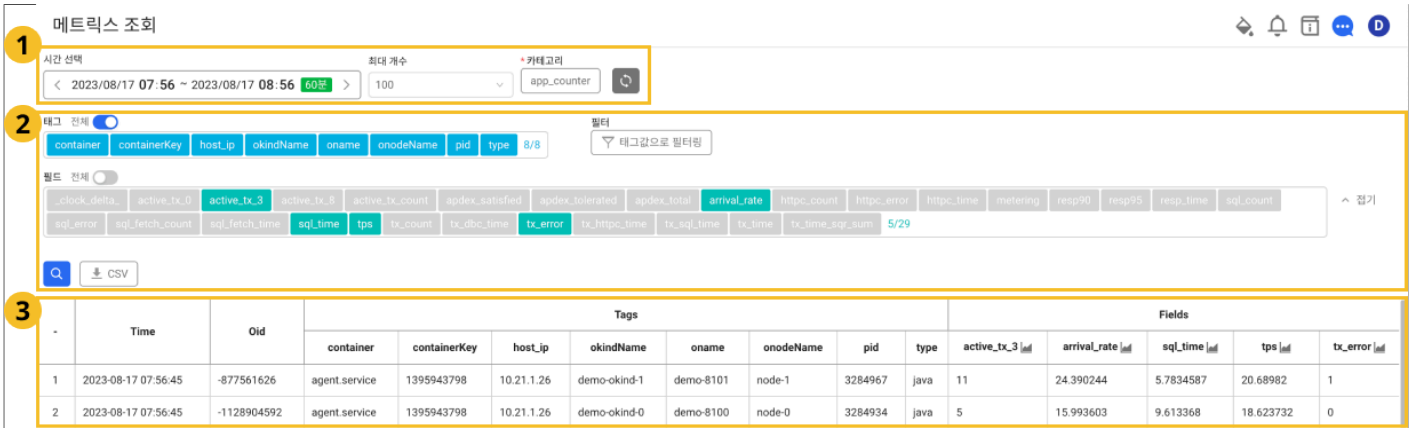 메트릭스 조회
D
1
시간 선택
최대 개수
* 카테고리
< 2023/08/17 07:56 ~ 2023/08/17 08:56 60분 >
100
app_counter
2
태그 전체
필터
container containerKey host_ip okindName oname onodeName pid type 8/8
태그값으로 필터링
필드 전체
_clock_delta_ active_tx_0 active_tx_3 active_tx_8 active_tx_count apdex_satisfied apdex_tolerated apdex_total arrival_rate httpc_count httpc_error httpc_time metering resp90 resp95 resp_time sql_count
접기
sql_error sql_fetch_count sql_fetch_time sql_time tps tx_count tx_dbc_time tx_error tx_httpc_time tx_sql_time tx_time tx_time_sqr_sum 5/29
CSV
3
- Time Oid Tags Fields
container containerKey host_ip okindName oname onodeName pid type active_tx_3 arrival_rate sql_time tps tx_error
1 2023-08-17 07:56:45 -877561626 agent.service 1395943798 10.21.1.26 demo-okind-1 demo-8101 node-1 3284967 java 11 24.390244 5.7834587 20.68982 1
2 2023-08-17 07:56:45 -1128904592 agent.service 1395943798 10.21.1.26 demo-okind-0 demo-8100 node-0 3284934 java 5 15.993603 9.613368 18.623732 0